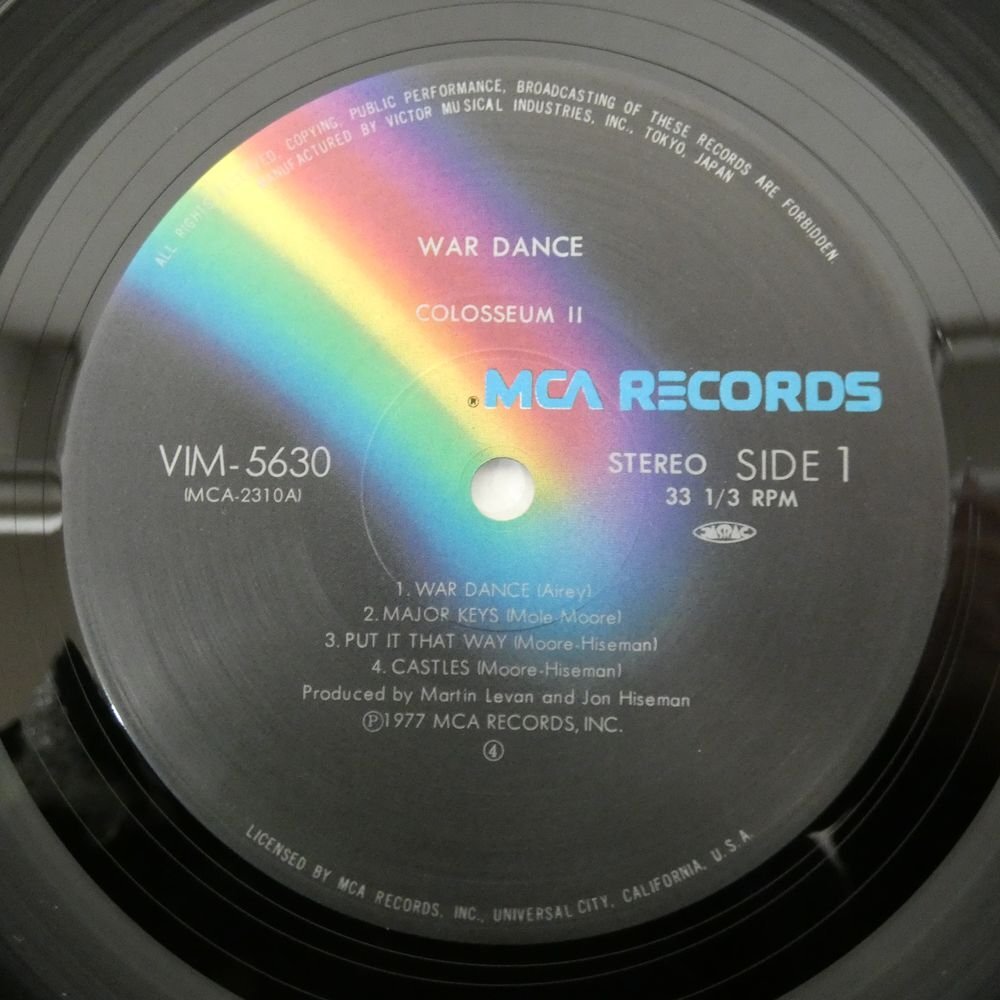 ALL RIGHTS RESERVED. COPYING, PUBLIC PERFORMANCE, BROADCASTING OF THESE RECORDS ARE FORBIDDEN.
MANUFACTURED BY VICTOR MUSICAL INDUSTRIES, INC., TOKYO, JAPAN
WAR DANCE
COLOSSEUM II
® MCA RECORDS
VIM-5630
(MCA-2310A)
STEREO SIDE 1
33 1/3 RPM
JASRAC
1. WAR DANCE (Airey)
2. MAJOR KEYS (Mole-Moore)
3. PUT IT THAT WAY (Moore-Hiseman)
4. CASTLES (Moore-Hiseman)
Produced by Martin Levan and Jon Hiseman
Ⓟ1977 MCA RECORDS, INC.
④
LICENSED BY MCA RECORDS, INC., UNIVERSAL CITY, CALIFORNIA, U.S.A.